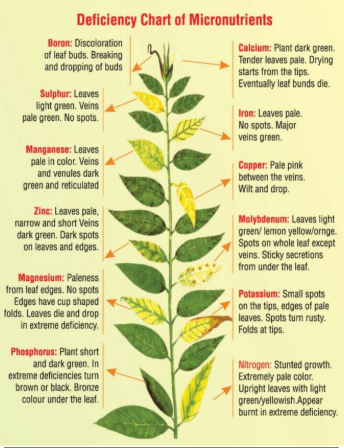 Deficiency Chart of Micronutrients
Boron: Discoloration
of leaf buds. Breaking
and dropping of buds
Sulphur: Leaves
light green. Veins
pale green. No spots.
Manganese: Leaves
pale in color. Veins
and venules dark
green and reticulated
Zinc: Leaves pale,
narrow and short Veins
dark green. Dark spots
on leaves and edges.
Magnesium: Paleness
from leaf edges. No spots
Edges have cup shaped
folds. Leaves die and drop
in extreme deficiency.
Phosphorus: Plant short
and dark green. In
extreme deficiencies turn
brown or black. Bronze
colour under the leaf.
Calcium: Plant dark green.
Tender leaves pale. Drying
starts from the tips.
Eventually leaf bunds die.
Iron: Leaves pale.
No spots. Major
veins green.
Copper: Pale pink
between the veins.
Wilt and drop.
Molybdenum: Leaves light
green/ lemon yellow/ornge.
Spots on whole leaf except
veins. Sticky secretions
from under the leaf.
Potassium: Small spots
on the tips, edges of pale
leaves. Spots turn rusty.
Folds at tips.
Nitrogen: Stunted growth.
Extremely pale color.
Upright leaves with light
green/yellowish.Appear
burnt in extreme deficiency.